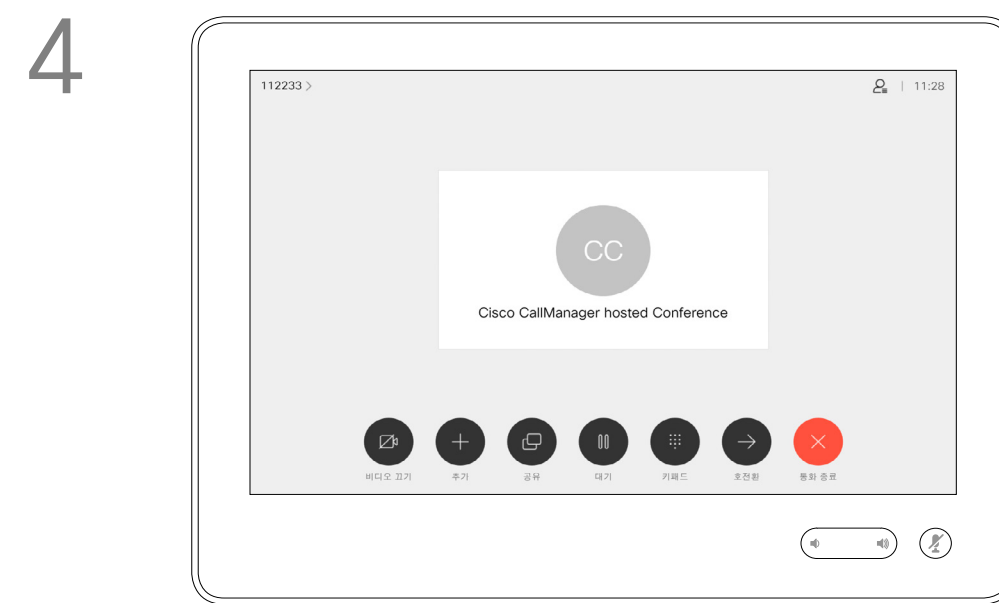 4
112233 >
| 11:28
CC
Cisco CallManager hosted Conference
비디오 끄기
추가
공유
대기
키패드
호전환
통화 종료